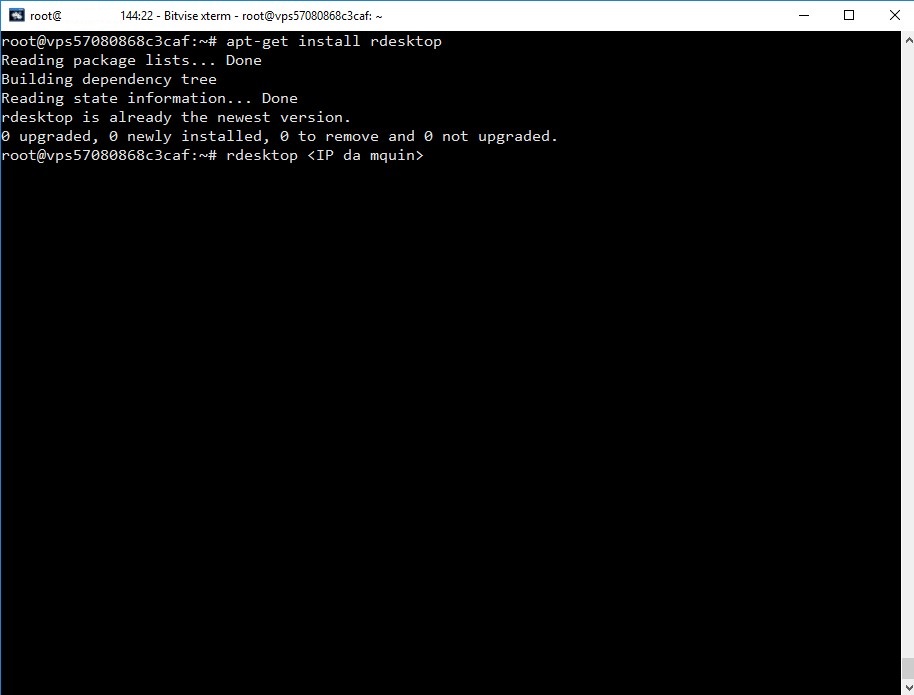 root@ 144:22 - Bitvise xterm - root@vps57080868c3caf: ~
root@vps57080868c3caf:~# apt-get install rdesktop
Reading package lists... Done
Building dependency tree
Reading state information... Done
rdesktop is already the newest version.
0 upgraded, 0 newly installed, 0 to remove and 0 not upgraded.
root@vps57080868c3caf:~# rdesktop <IP da mquin>